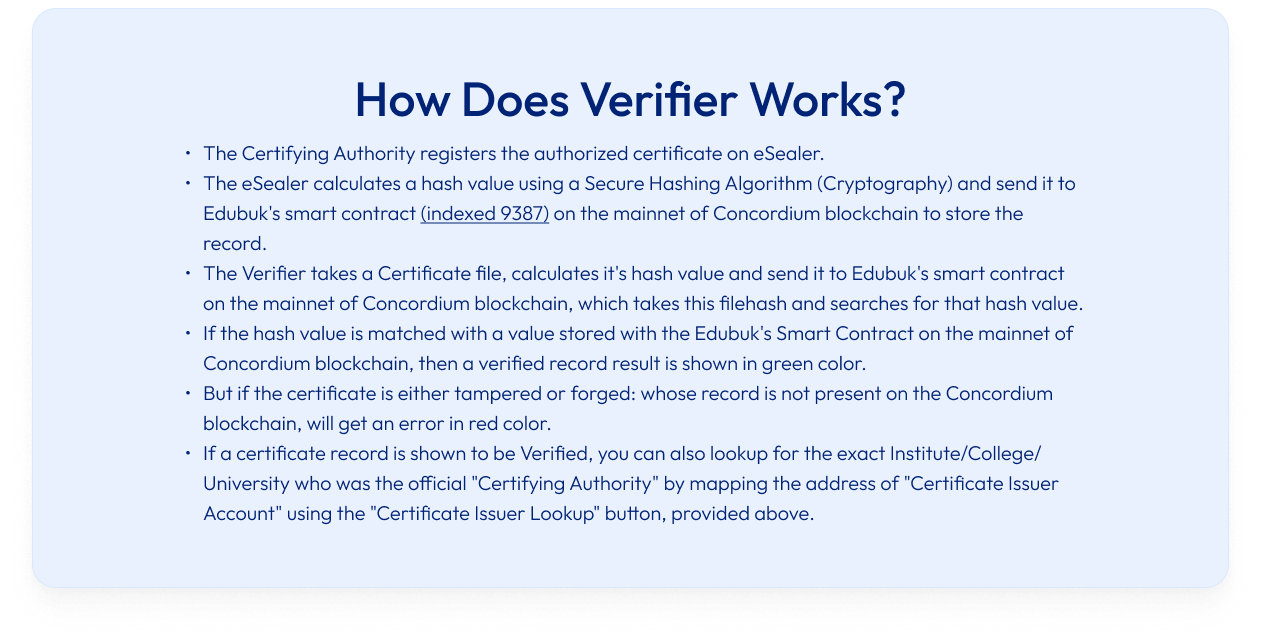 How Does Verifier Works?
• The Certifying Authority registers the authorized certificate on eSealer.
• The eSealer calculates a hash value using a Secure Hashing Algorithm (Cryptography) and send it to
Edubuk's smart contract (indexed 9387) on the mainnet of Concordium blockchain to store the
record.
• The Verifier takes a Certificate file, calculates it's hash value and send it to Edubuk's smart contract
on the mainnet of Concordium blockchain, which takes this filehash and searches for that hash value.
• If the hash value is matched with a value stored with the Edubuk's Smart Contract on the mainnet of
Concordium blockchain, then a verified record result is shown in green color.
• But if the certificate is either tampered or forged: whose record is not present on the Concordium
blockchain, will get an error in red color.
• If a certificate record is shown to be Verified, you can also lookup for the exact Institute/College/
University who was the official "Certifying Authority" by mapping the address of "Certificate Issuer
Account" using the "Certificate Issuer Lookup" button, provided above.